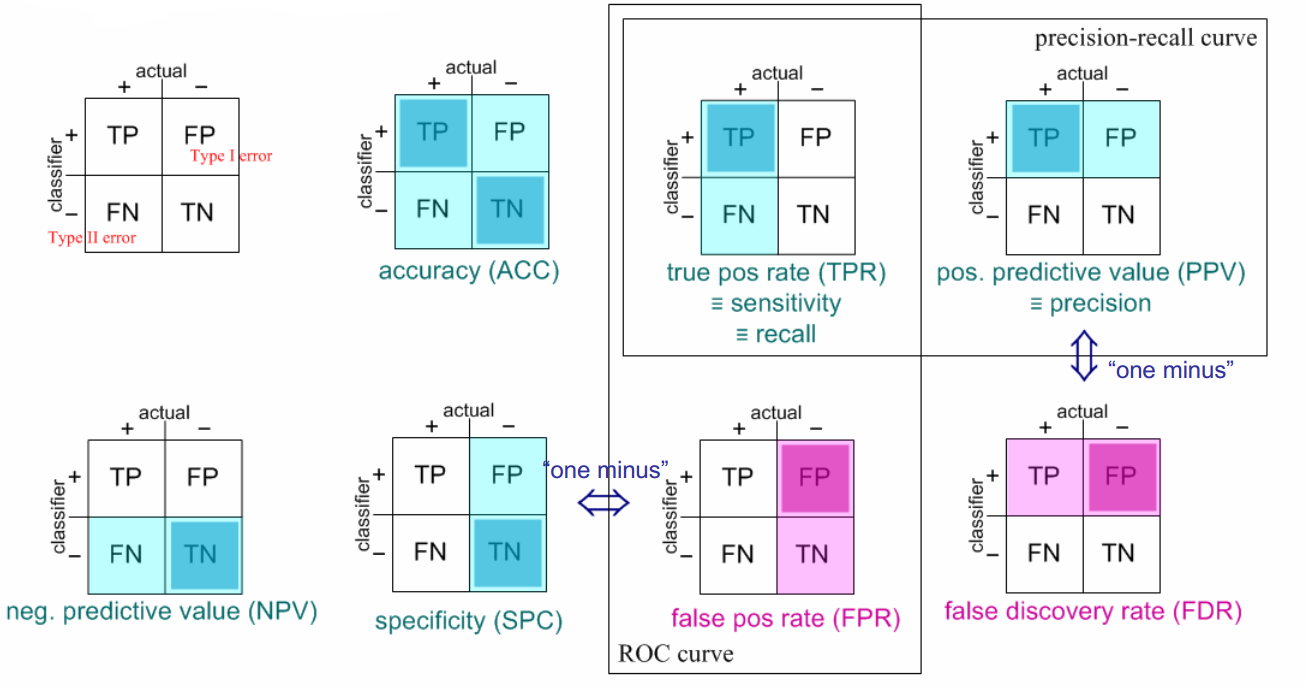 precision-recall curve
actual
+ −
classifier
+ TP FP
Type I error
− FN TN
Type II error
actual
+ −
classifier
+ TP FP
− FN TN
accuracy (ACC)
actual
+ −
classifier
+ TP FP
− FN TN
true pos rate (TPR)
≡ sensitivity
≡ recall
actual
+ −
classifier
+ TP FP
− FN TN
pos. predictive value (PPV)
≡ precision
“one minus”
actual
+ −
classifier
+ TP FP
− FN TN
neg. predictive value (NPV)
actual
+ −
classifier
+ TP FP
− FN TN
specificity (SPC)
“one minus”
actual
+ −
classifier
+ TP FP
− FN TN
false pos rate (FPR)
actual
+ −
classifier
+ TP FP
− FN TN
false discovery rate (FDR)
ROC curve